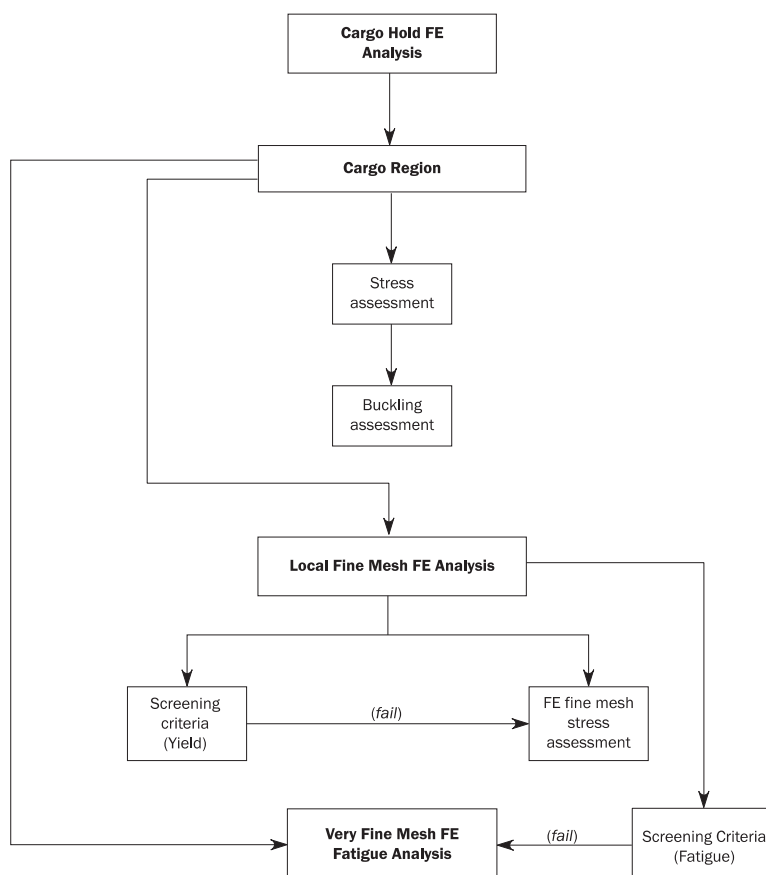 Cargo Hold FE
Analysis
Cargo Region
Stress
assessment
Buckling
assessment
Local Fine Mesh FE Analysis
Screening
criteria
(Yield)
(fail)
FE fine mesh
stress
assessment
Very Fine Mesh FE
Fatigue Analysis
(fail)
Screening Criteria
(Fatigue)